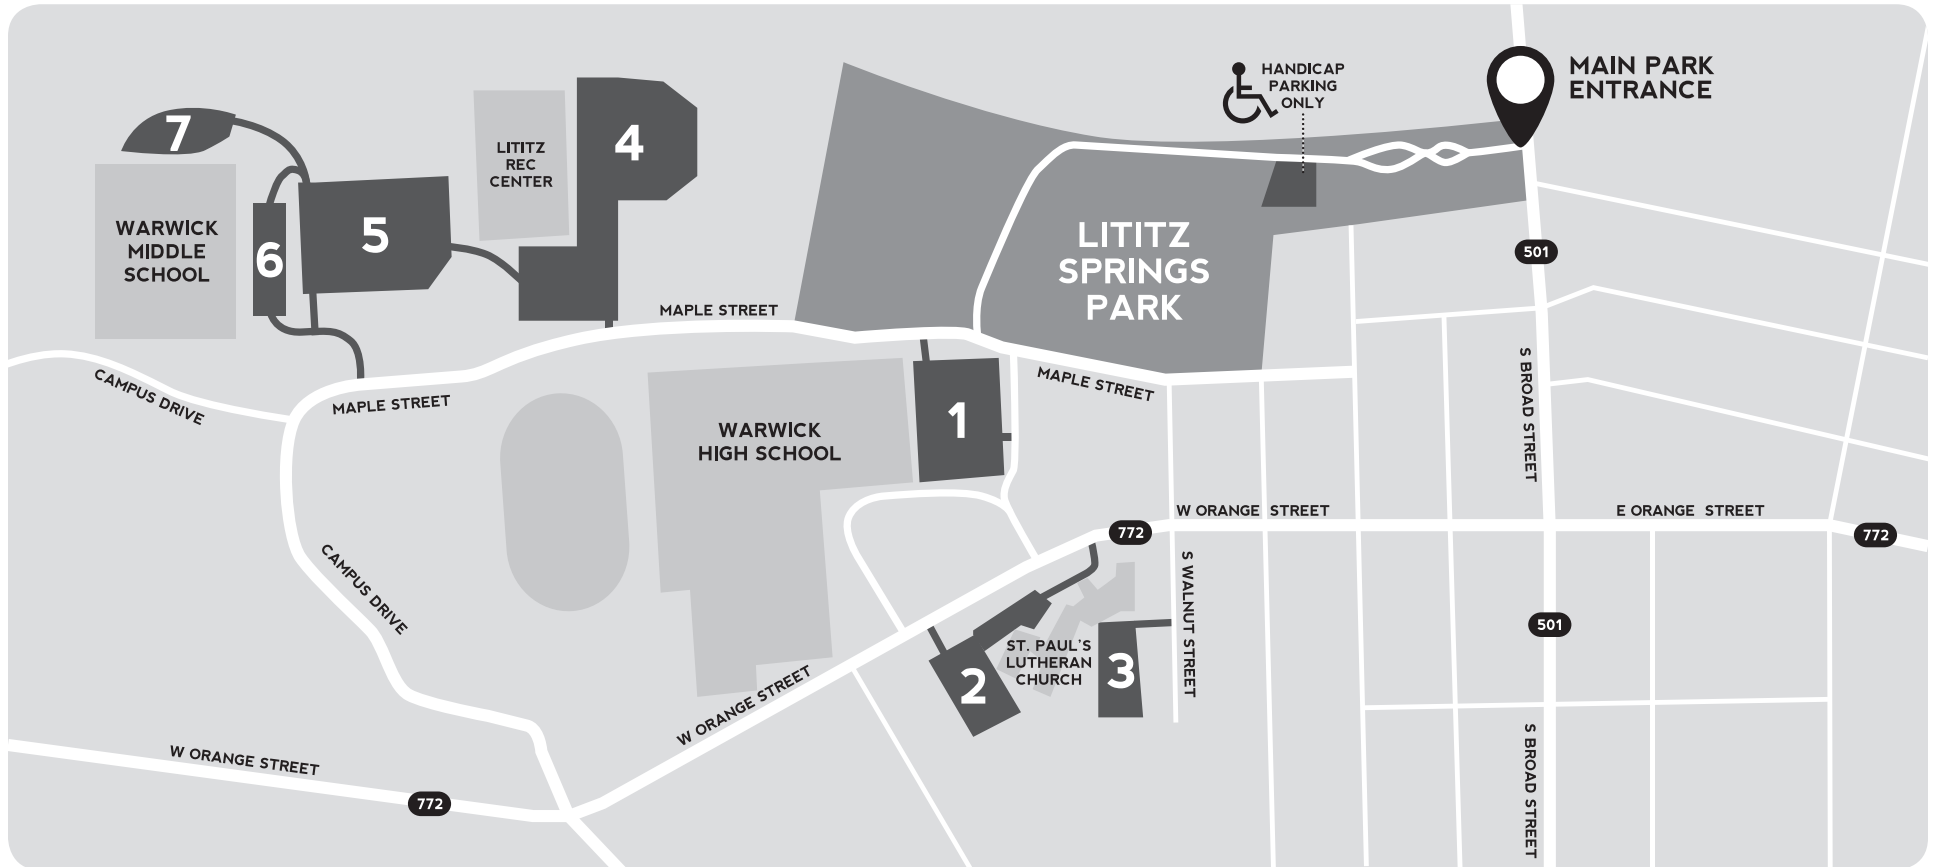 HANDICAP
PARKING
ONLY
MAIN PARK
ENTRANCE
7
4
LITITZ
REC
CENTER
WARWICK
MIDDLE
SCHOOL
6
5
LITITZ
SPRINGS
PARK
501
MAPLE STREET
CAMPUS DRIVE
MAPLE STREET
MAPLE STREET
S BROAD STREET
WARWICK
HIGH SCHOOL
1
W ORANGE STREET
E ORANGE STREET
772
772
CAMPUS DRIVE
S WALNUT STREET
501
ST. PAUL'S
LUTHERAN
CHURCH
2
3
W ORANGE STREET
W ORANGE STREET
772
S BROAD STREET